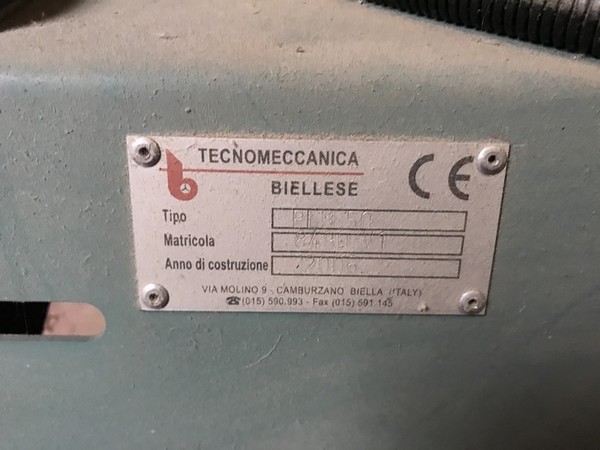 TECNOMECCANICA
BIELLESE
CE
Tipo
Matricola
Anno di costruzione
VIA MOLINO 9 - CAMBURZANO BIELLA (ITALY)
☎(015) 590.993 - Fax (015) 591.145